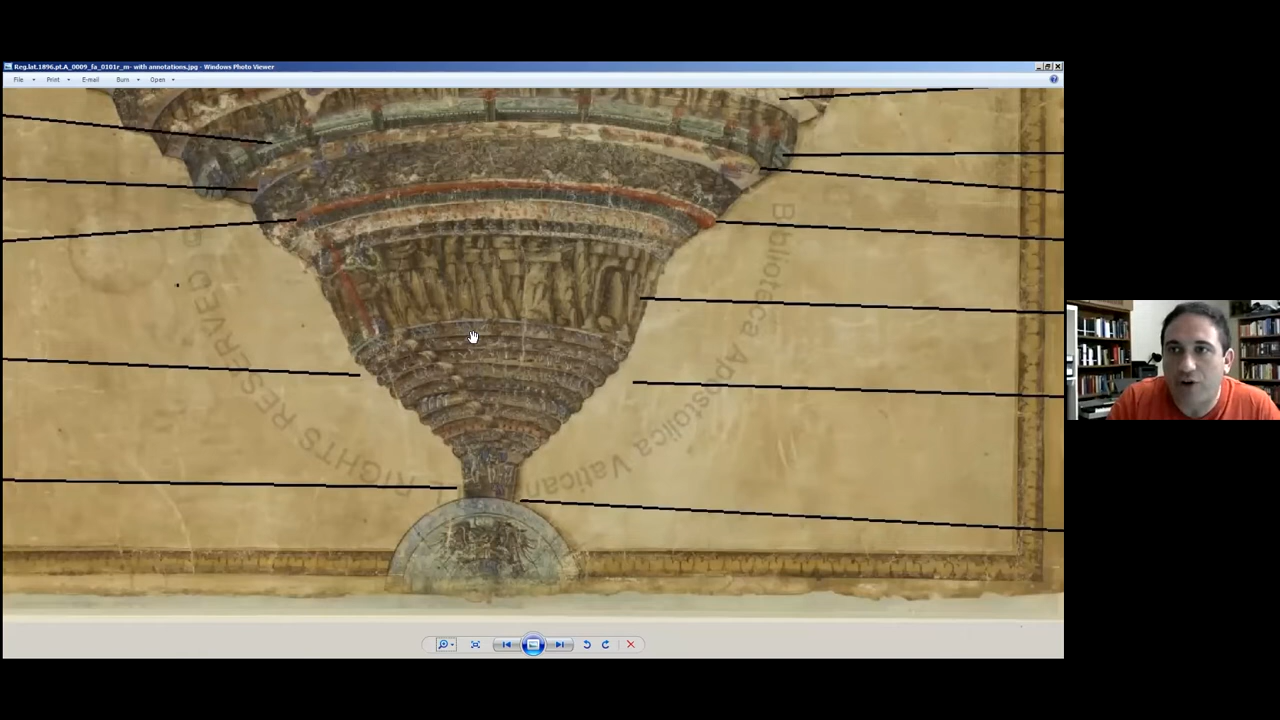 Reg.lat.1896.pt.A_0009_fa_0101r_m- with annotations.jpg - Windows Photo Viewer
File Print E-mail Burn Open
RIGHTS RESERVED
Biblioteca Apostolica Vaticana